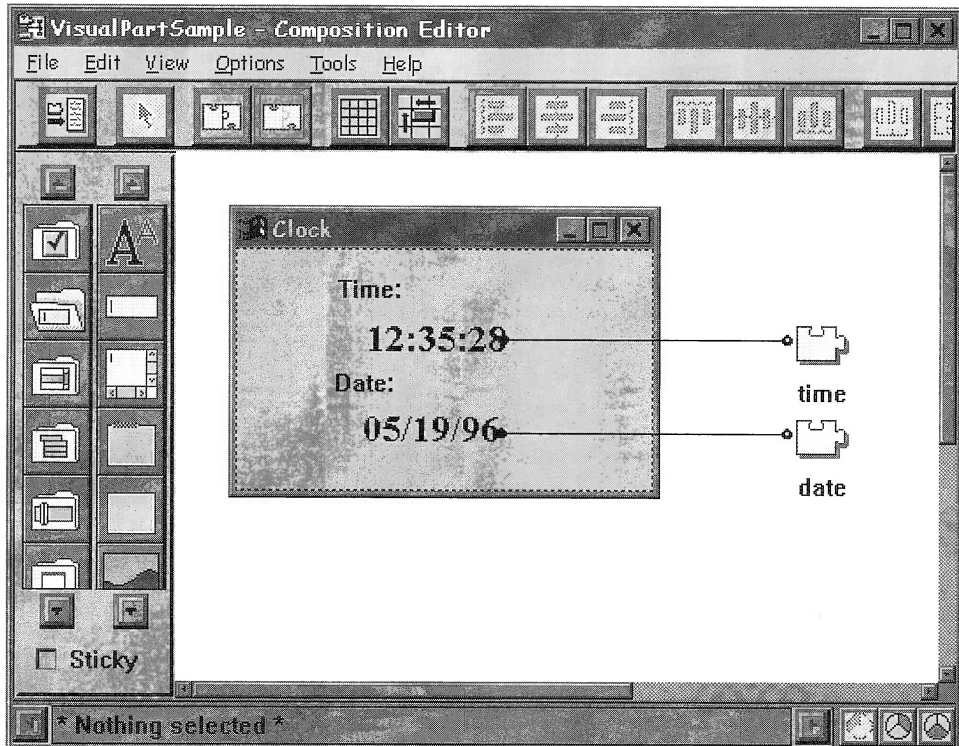 VisualPartSample - Composition Editor
File Edit View Options Tools Help
Clock
Time:
12:35:28
Date:
05/19/96
time
date
Sticky
* Nothing selected *